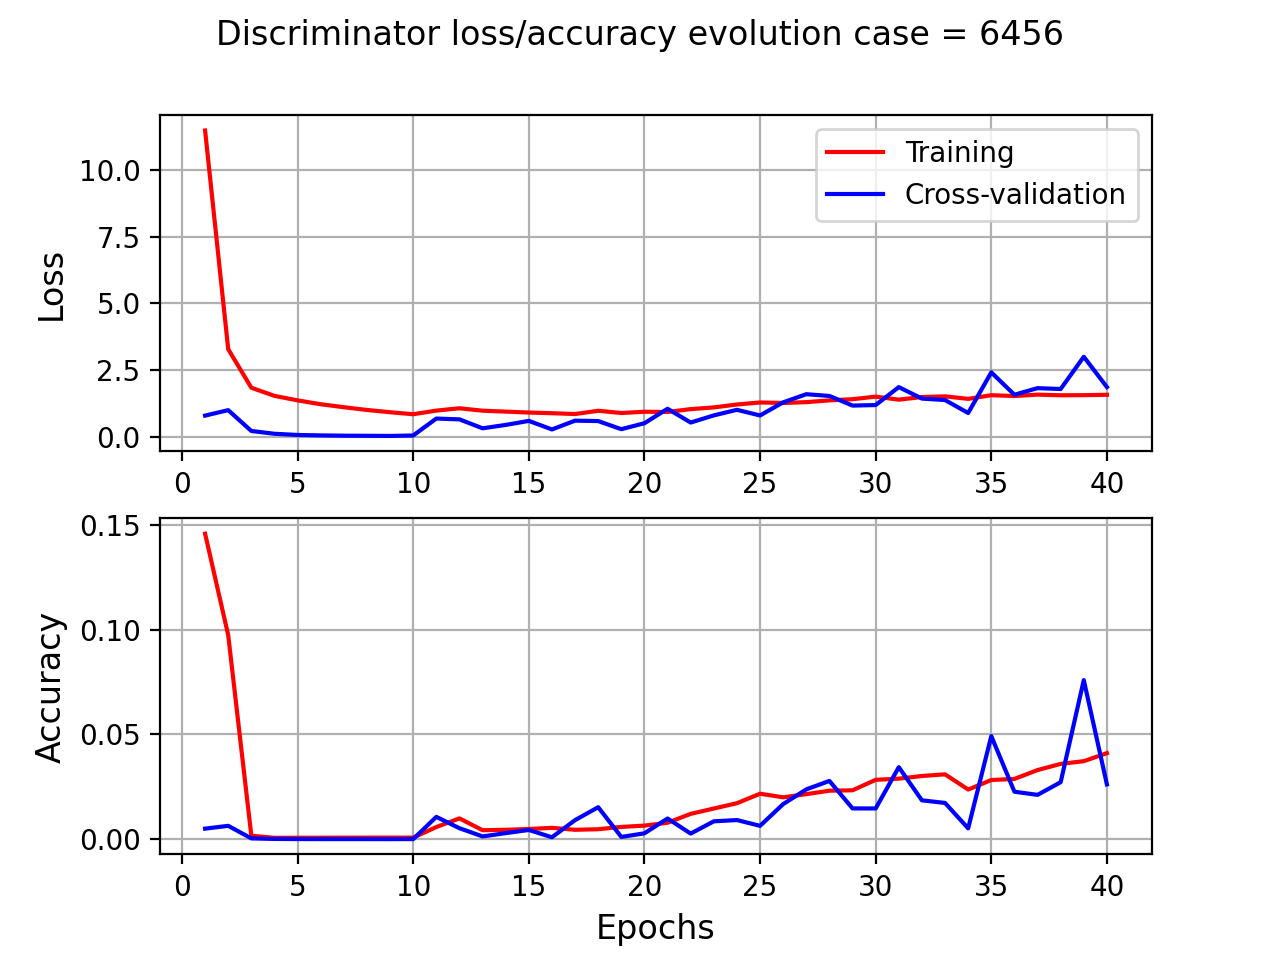 Discriminator loss/accuracy evolution case = 6456
Loss
10.0
7.5
5.0
2.5
0.0
Training
Cross-validation
0 5 10 15 20 25 30 35 40
Accuracy
0.15
0.10
0.05
0.00
0 5 10 15 20 25 30 35 40
Epochs